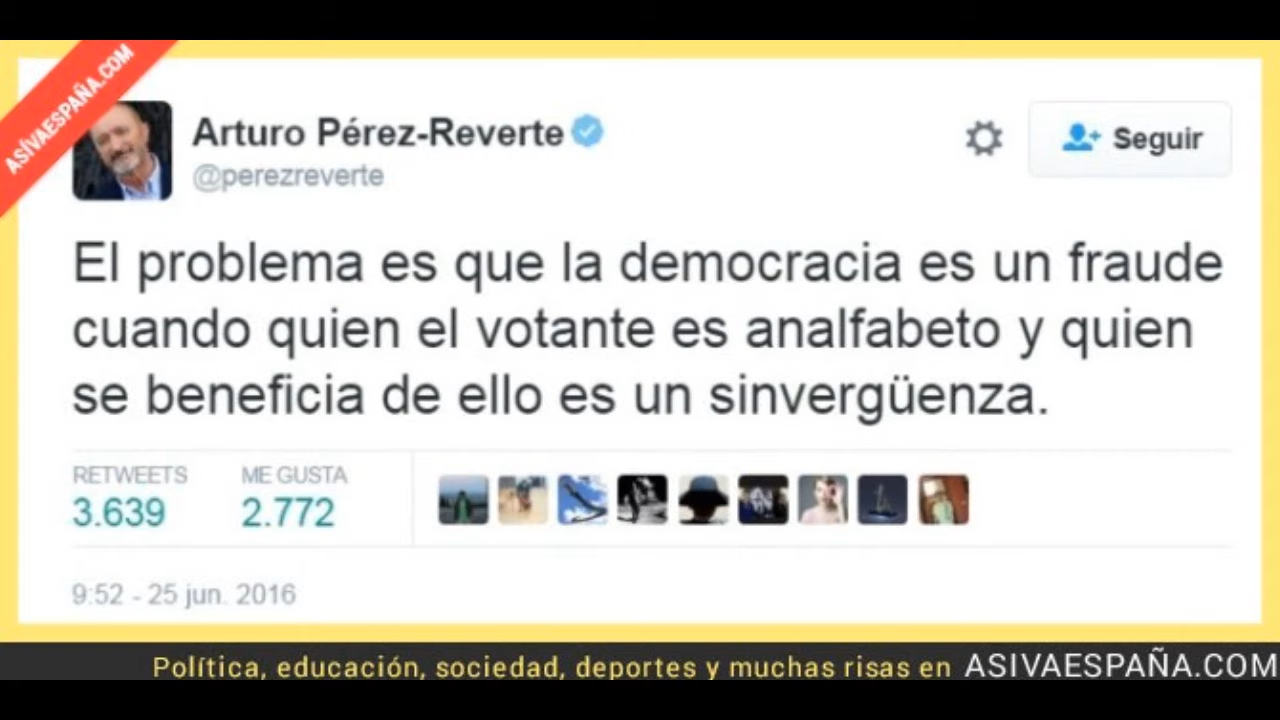 ASÍVAESPAÑA.COM
Arturo Pérez-Reverte
@perezreverte
Seguir
El problema es que la democracia es un fraude
cuando quien el votante es analfabeto y quien
se beneficia de ello es un sinvergüenza.
RETWEETS ME GUSTA
3.639 2.772
9:52 - 25 jun. 2016
Política, educación, sociedad, deportes y muchas risas en ASIVAESPAÑA.COM